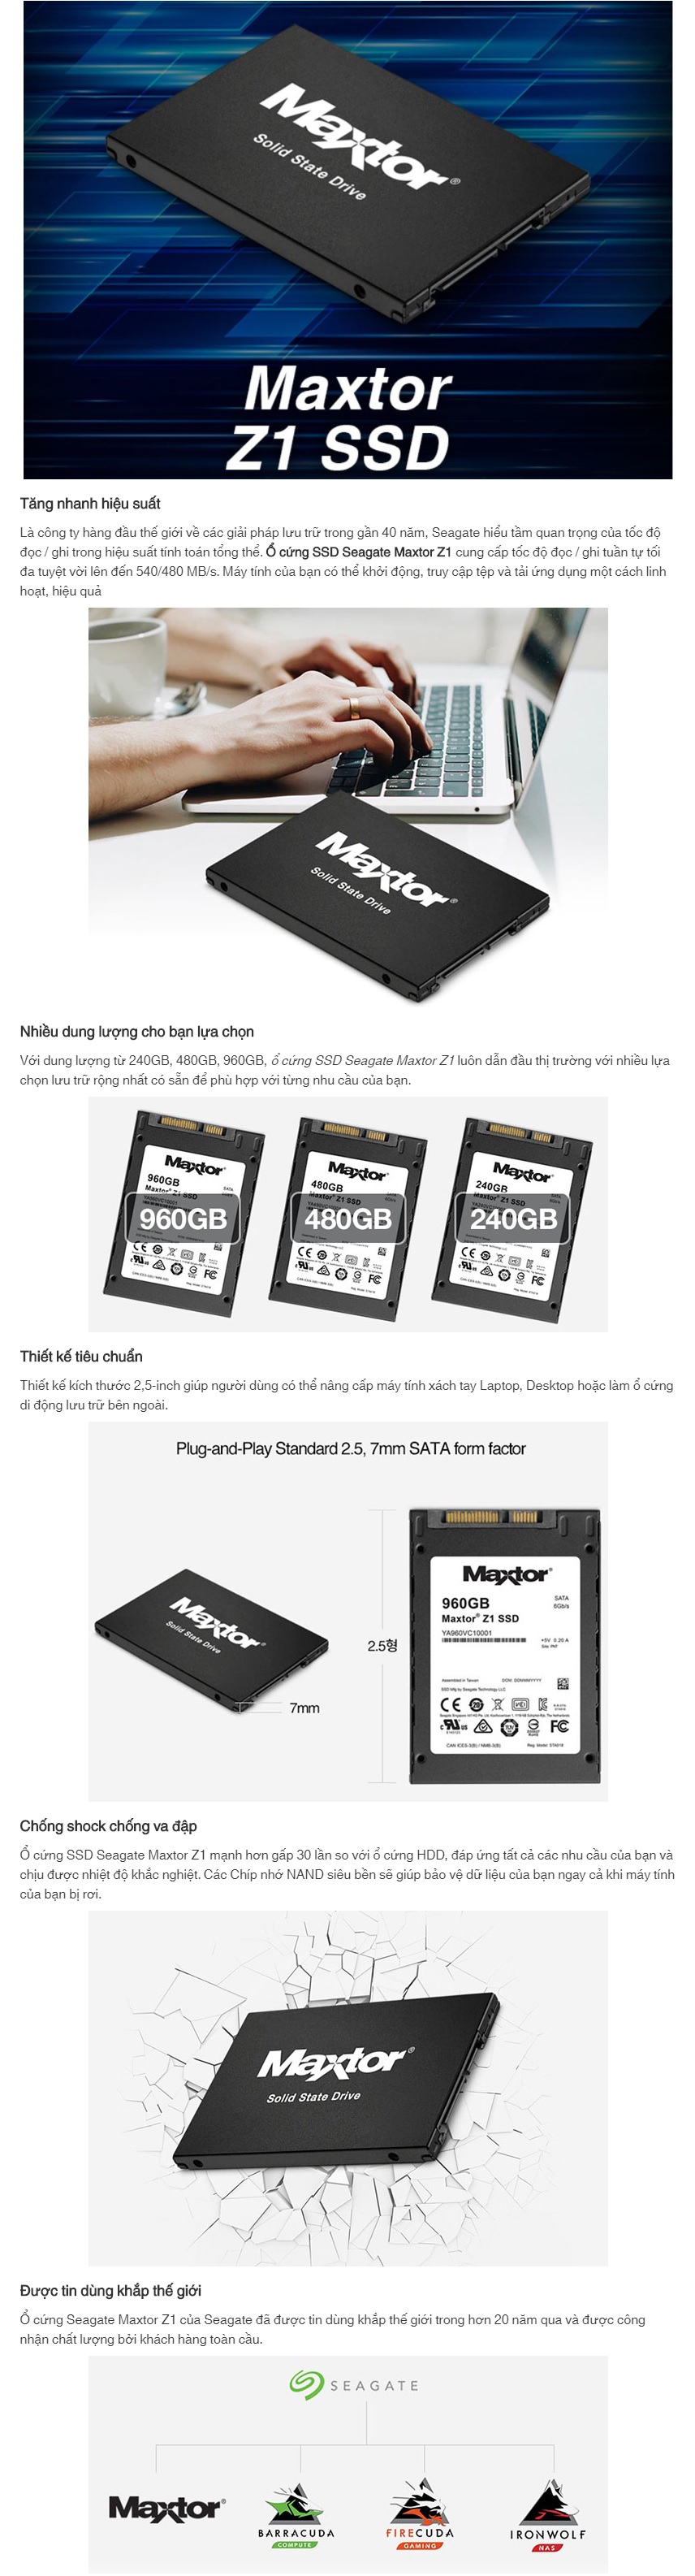 Maxtor®
Solid State Drive
Maxtor
Z1 SSD
Tăng nhanh hiệu suất
Là công ty hàng đầu thế giới về các giải pháp lưu trữ trong gần 40 năm, Seagate hiểu tầm quan trọng của tốc độ
đọc / ghi trong hiệu suất tính toán tổng thể. Ổ cứng SSD Seagate Maxtor Z1 cung cấp tốc độ đọc / ghi tuần tự tối
đa tuyệt vời lên đến 540/480 MB/s. Máy tính của bạn có thể khởi động, truy cập tệp và tải ứng dụng một cách linh
hoạt, hiệu quả
Maxtor®
Solid State Drive
Nhiều dung lượng cho bạn lựa chọn
Với dung lượng từ 240GB, 480GB, 960GB, ổ cứng SSD Seagate Maxtor Z1 luôn dẫn đầu thị trường với nhiều lựa
chọn lưu trữ rộng nhất có sẵn để phù hợp với từng nhu cầu của bạn.
Maxtor
960GB
Maxtor® Z1 SSD
960GB
Maxtor
480GB
Maxtor® Z1 SSD
480GB
Maxtor
240GB
Maxtor® Z1 SSD
240GB
Thiết kế tiêu chuẩn
Thiết kế kích thước 2,5-inch giúp người dùng có thể nâng cấp máy tính xách tay Laptop, Desktop hoặc làm ổ cứng
di động lưu trữ bên ngoài.
Plug-and-Play Standard 2.5, 7mm SATA form factor
Maxtor®
Solid State Drive
7mm
2.5형
Maxtor®
960GB
SATA
6Gb/s
Maxtor® Z1 SSD
YA960VC10001
+5V 0.20 A
Assembled in Taiwan
CAN ICES-3(B) / NMB-3(B)
Chống shock chống va đập
Ổ cứng SSD Seagate Maxtor Z1 mạnh hơn gấp 30 lần so với ổ cứng HDD, đáp ứng tất cả các nhu cầu của bạn và
chịu được nhiệt độ khắc nghiệt. Các Chíp nhớ NAND siêu bền sẽ giúp bảo vệ dữ liệu của bạn ngay cả khi máy tính
của bạn bị rơi.
Maxtor®
Solid State Drive
Được tin dùng khắp thế giới
Ổ cứng Seagate Maxtor Z1 của Seagate đã được tin dùng khắp thế giới trong hơn 20 năm qua và được công
nhận chất lượng bởi khách hàng toàn cầu.
SEAGATE
Maxtor®
BARRACUDA
COMPUTE
FIRECUDA
GAMING
IRONWOLF
NAS